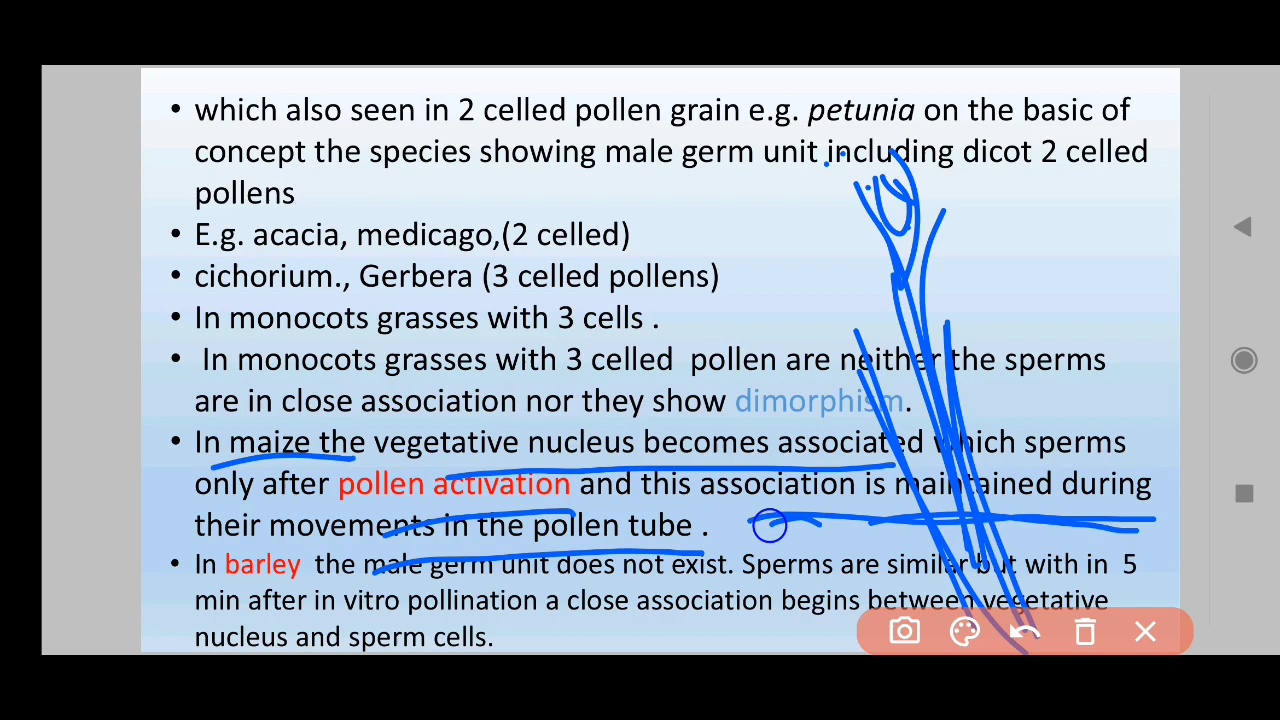 • which also seen in 2 celled pollen grain e.g. petunia on the basic of
concept the species showing male germ unit including dicot 2 celled
pollens
• E.g. acacia, medicago,(2 celled)
• cichorium., Gerbera (3 celled pollens)
• In monocots grasses with 3 cells .
• In monocots grasses with 3 celled pollen are neither the sperms
are in close association nor they show dimorphism.
• In maize the vegetative nucleus becomes associated which sperms
only after pollen activation and this association is maintained during
their movements in the pollen tube .
• In barley the male germ unit does not exist. Sperms are similar but with in 5
min after in vitro pollination a close association begins between vegetative
nucleus and sperm cells.